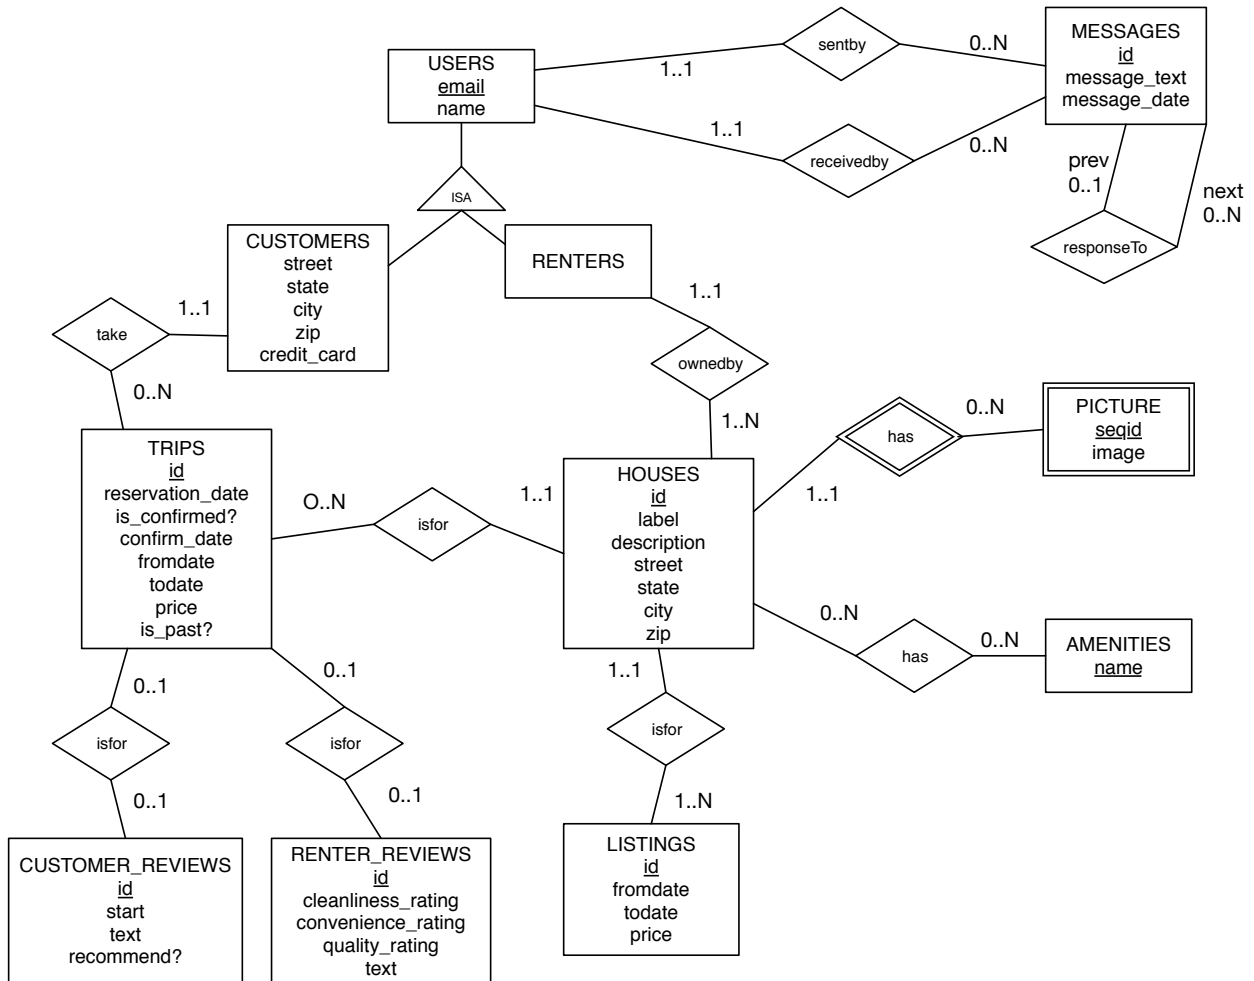 USERS
email
name
1..1
sentby
0..N
MESSAGES
id
message_text
message_date
1..1
receivedby
0..N
prev
0..1
next
0..N
responseTo
ISA
CUSTOMERS
street
state
city
zip
credit_card
RENTERS
1..1
take
0..N
1..1
ownedby
1..N
TRIPS
id
reservation_date
is_confirmed?
confirm_date
fromdate
todate
price
is_past?
O..N
isfor
1..1
HOUSES
id
label
description
street
state
city
zip
1..1
has
0..N
PICTURE
seqid
image
0..N
has
0..N
AMENITIES
name
0..1
isfor
0..1
0..1
isfor
0..1
1..1
isfor
1..N
CUSTOMER_REVIEWS
id
start
text
recommend?
RENTER_REVIEWS
id
cleanliness_rating
convenience_rating
quality_rating
text
LISTINGS
id
fromdate
todate
price